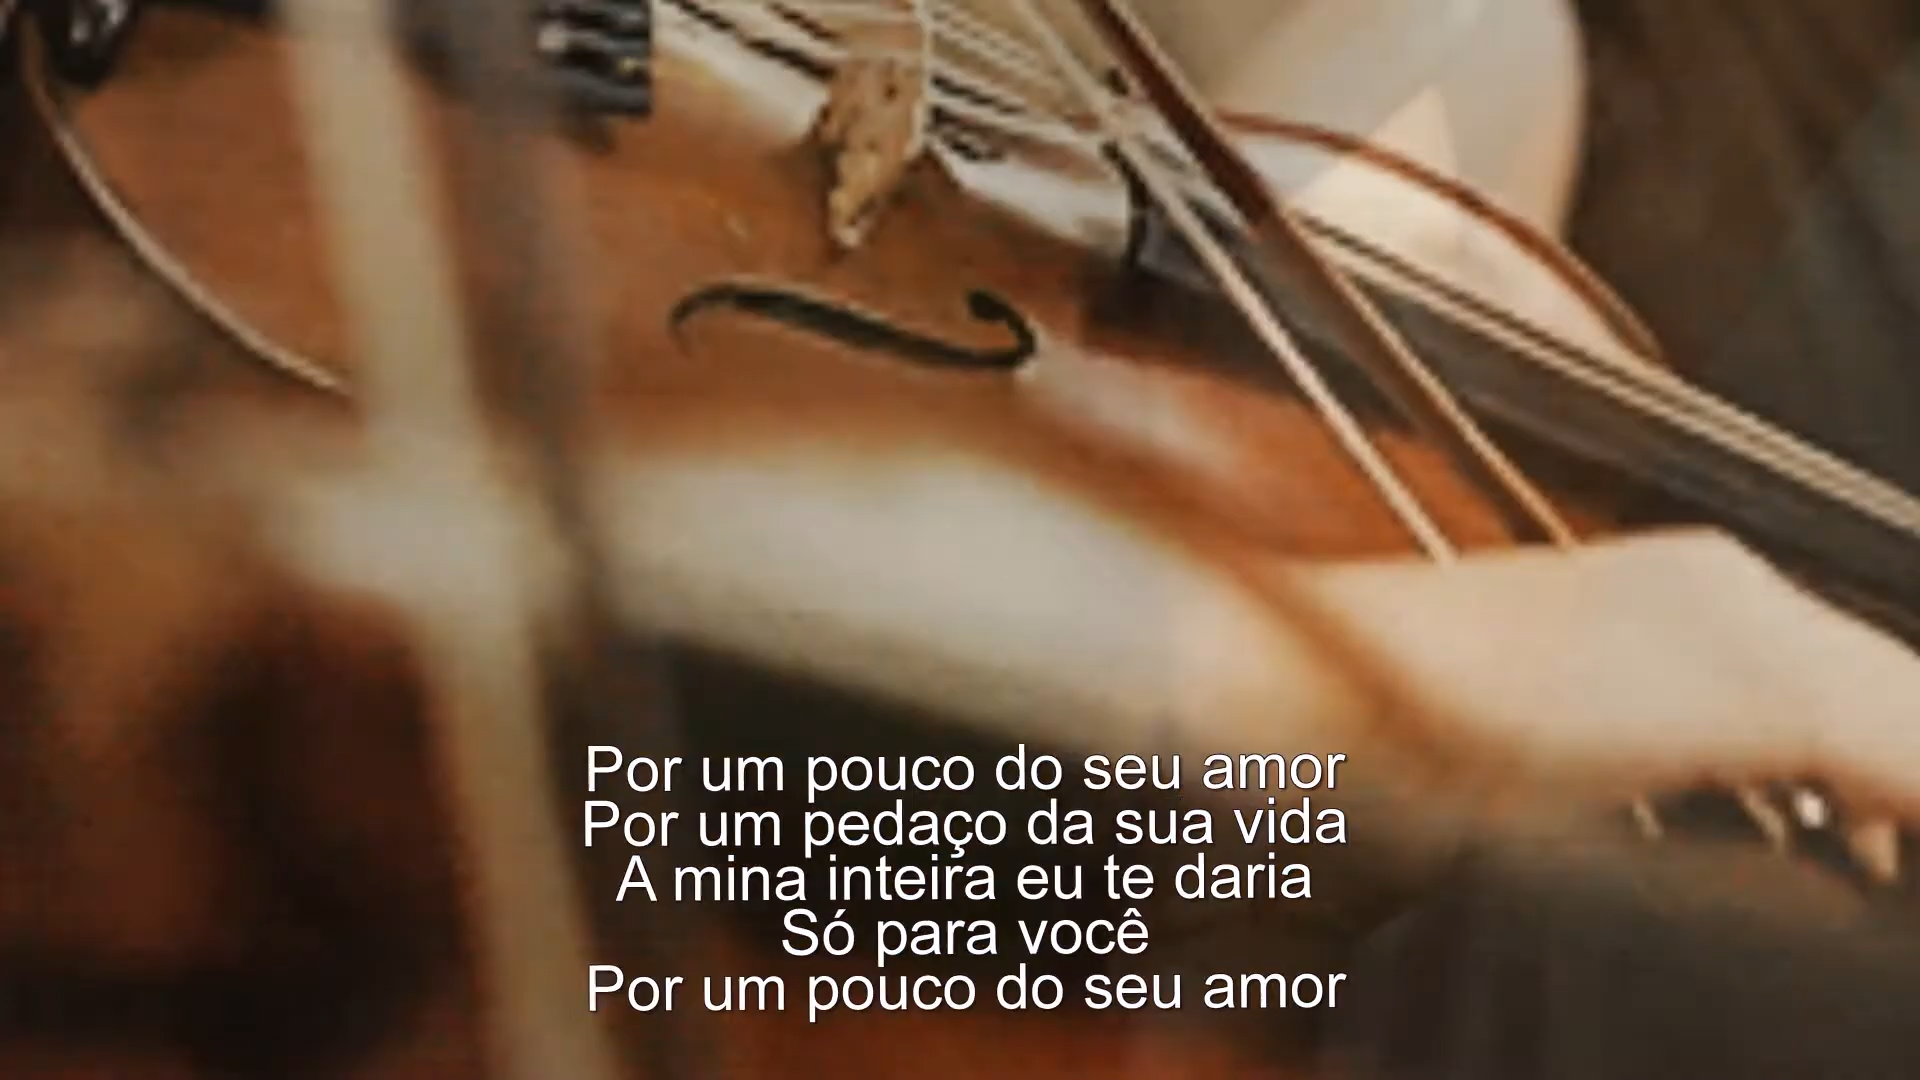 Por um pouco do seu amor
Por um pedaço da sua vida
A mina inteira eu te daria
Só para você
Por um pouco do seu amor